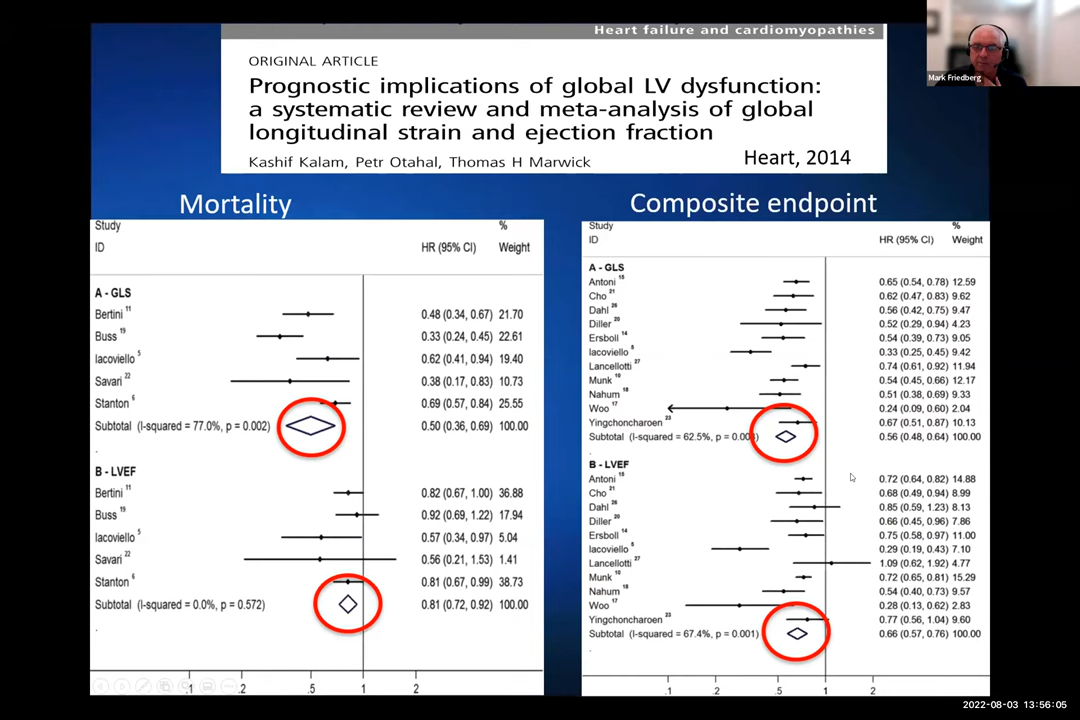 Heart failure and cardiomyopathies
Mark Friedberg
ORIGINAL ARTICLE
Prognostic implications of global LV dysfunction:
a systematic review and meta-analysis of global
longitudinal strain and ejection fraction
Kashif Kalam, Petr Otahal, Thomas H Marwick
Heart, 2014
Mortality
Study %
ID HR (95% CI) Weight
A - GLS
Bertini 11 0.48 (0.34, 0.67) 21.70
Buss 19 0.33 (0.24, 0.45) 22.61
Iacoviello 5 0.62 (0.41, 0.94) 19.40
Savari 22 0.38 (0.17, 0.83) 10.73
Stanton 6 0.69 (0.57, 0.84) 25.55
Subtotal (I-squared = 77.0%, p = 0.002) 0.50 (0.36, 0.69) 100.00
.
B - LVEF
Bertini 11 0.82 (0.67, 1.00) 36.88
Buss 19 0.92 (0.69, 1.22) 17.94
Iacoviello 5 0.57 (0.34, 0.97) 5.04
Savari 22 0.56 (0.21, 1.53) 1.41
Stanton 6 0.81 (0.67, 0.99) 38.73
Subtotal (I-squared = 0.0%, p = 0.572) 0.81 (0.72, 0.92) 100.00
.
.1 .2 .5 1 2
Composite endpoint
Study %
ID HR (95% CI) Weight
A - GLS
Antoni 15 0.65 (0.54, 0.78) 12.59
Cho 21 0.62 (0.47, 0.83) 9.62
Dahl 26 0.56 (0.42, 0.75) 9.47
Diller 20 0.52 (0.29, 0.94) 4.23
Ersboll 14 0.54 (0.39, 0.73) 9.05
Iacoviello 5 0.33 (0.25, 0.45) 9.42
Lancellotti 27 0.74 (0.61, 0.92) 11.94
Munk 10 0.54 (0.45, 0.66) 12.17
Nahum 18 0.51 (0.38, 0.69) 9.33
Woo 17 0.24 (0.09, 0.60) 2.04
Yingchoncharoen 23 0.67 (0.51, 0.87) 10.13
Subtotal (I-squared = 62.5%, p = 0.003) 0.56 (0.48, 0.64) 100.00
.
B - LVEF
Antoni 15 0.72 (0.64, 0.82) 14.88
Cho 21 0.68 (0.49, 0.94) 8.99
Dahl 26 0.85 (0.59, 1.23) 8.13
Diller 20 0.66 (0.45, 0.96) 7.86
Ersboll 14 0.75 (0.58, 0.97) 11.00
Iacoviello 5 0.29 (0.19, 0.43) 7.10
Lancellotti 27 1.09 (0.62, 1.92) 4.77
Munk 10 0.72 (0.65, 0.81) 15.29
Nahum 18 0.54 (0.40, 0.73) 9.57
Woo 17 0.28 (0.13, 0.62) 2.83
Yingchoncharoen 23 0.77 (0.56, 1.04) 9.60
Subtotal (I-squared = 67.4%, p = 0.001) 0.66 (0.57, 0.76) 100.00
.
.1 .2 .5 1 2
2022-08-03 13:56:05